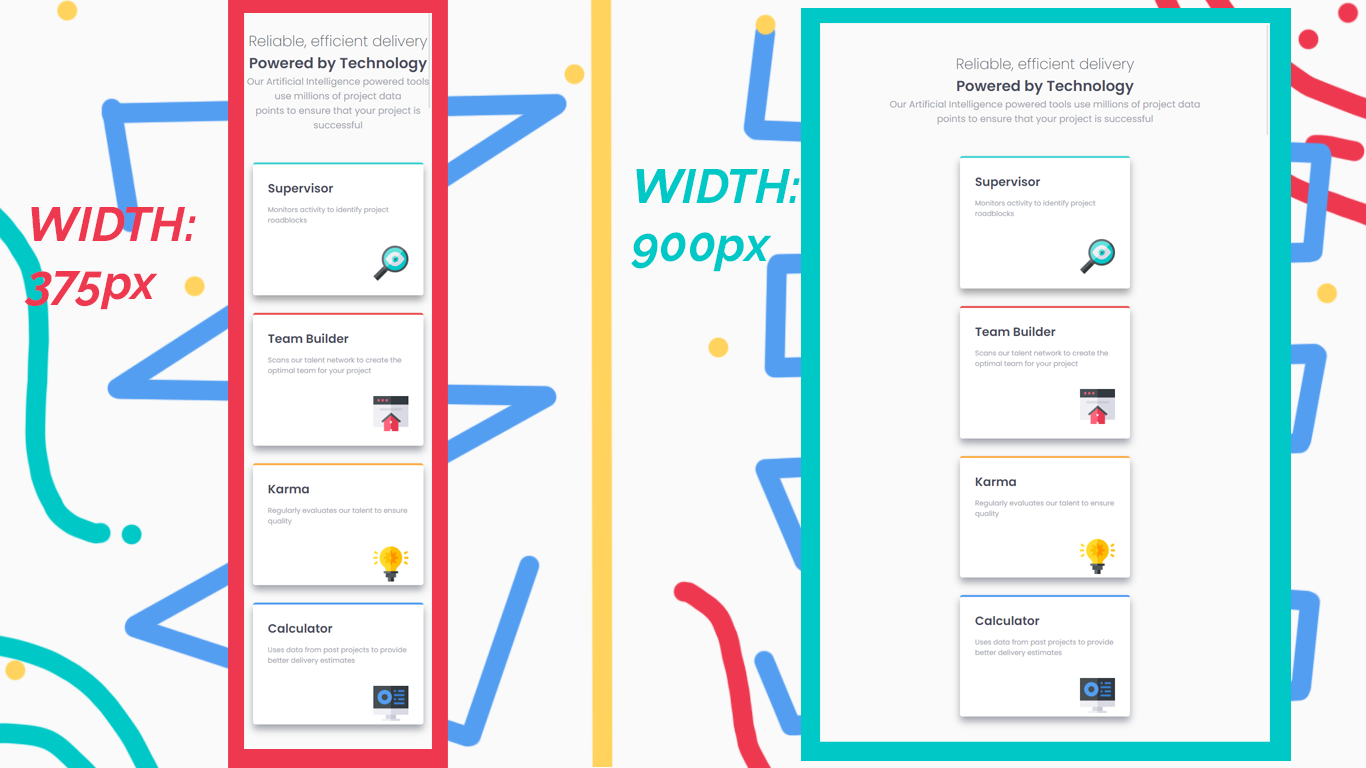 WIDTH:
375px
Reliable, efficient delivery
Powered by Technology
Our Artificial Intelligence powered tools
use millions of project data
points to ensure that your project is
successful
Supervisor
Monitors activity to identify project
roadblocks
Team Builder
Scans our talent network to create the
optimal team for your project
Karma
Regularly evaluates our talent to ensure
quality
Calculator
Uses data from past projects to provide
better delivery estimates
WIDTH:
900px
Reliable, efficient delivery
Powered by Technology
Our Artificial Intelligence powered tools use millions of project data
points to ensure that your project is successful
Supervisor
Monitors activity to identify project
roadblocks
Team Builder
Scans our talent network to create the
optimal team for your project
Karma
Regularly evaluates our talent to ensure
quality
Calculator
Uses data from past projects to provide
better delivery estimates